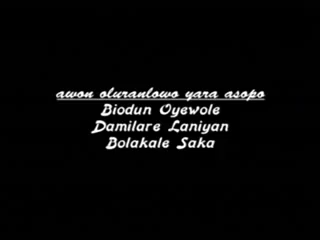 awon oluranlowo yara asopo
Biodun Oyewole
Damilare Laniyan
Bolakale Saka